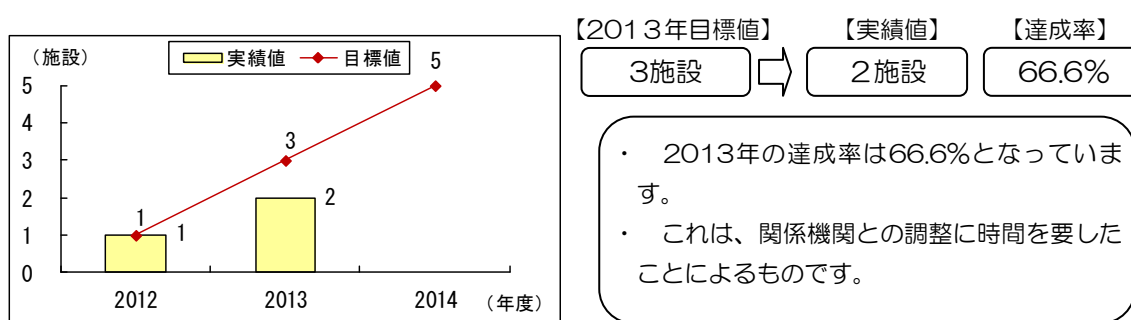 （施設）
実績値 目標値
5
4
3
2
1
0
1
1
3
2
5
2012 2013 2014 （年度）
【2013年目標値】 【実績値】 【達成率】
3施設 2施設 66.6%
・ 2013年の達成率は66.6%となっていま
す。
・ これは、関係機関との調整に時間を要した
ことによるものです。